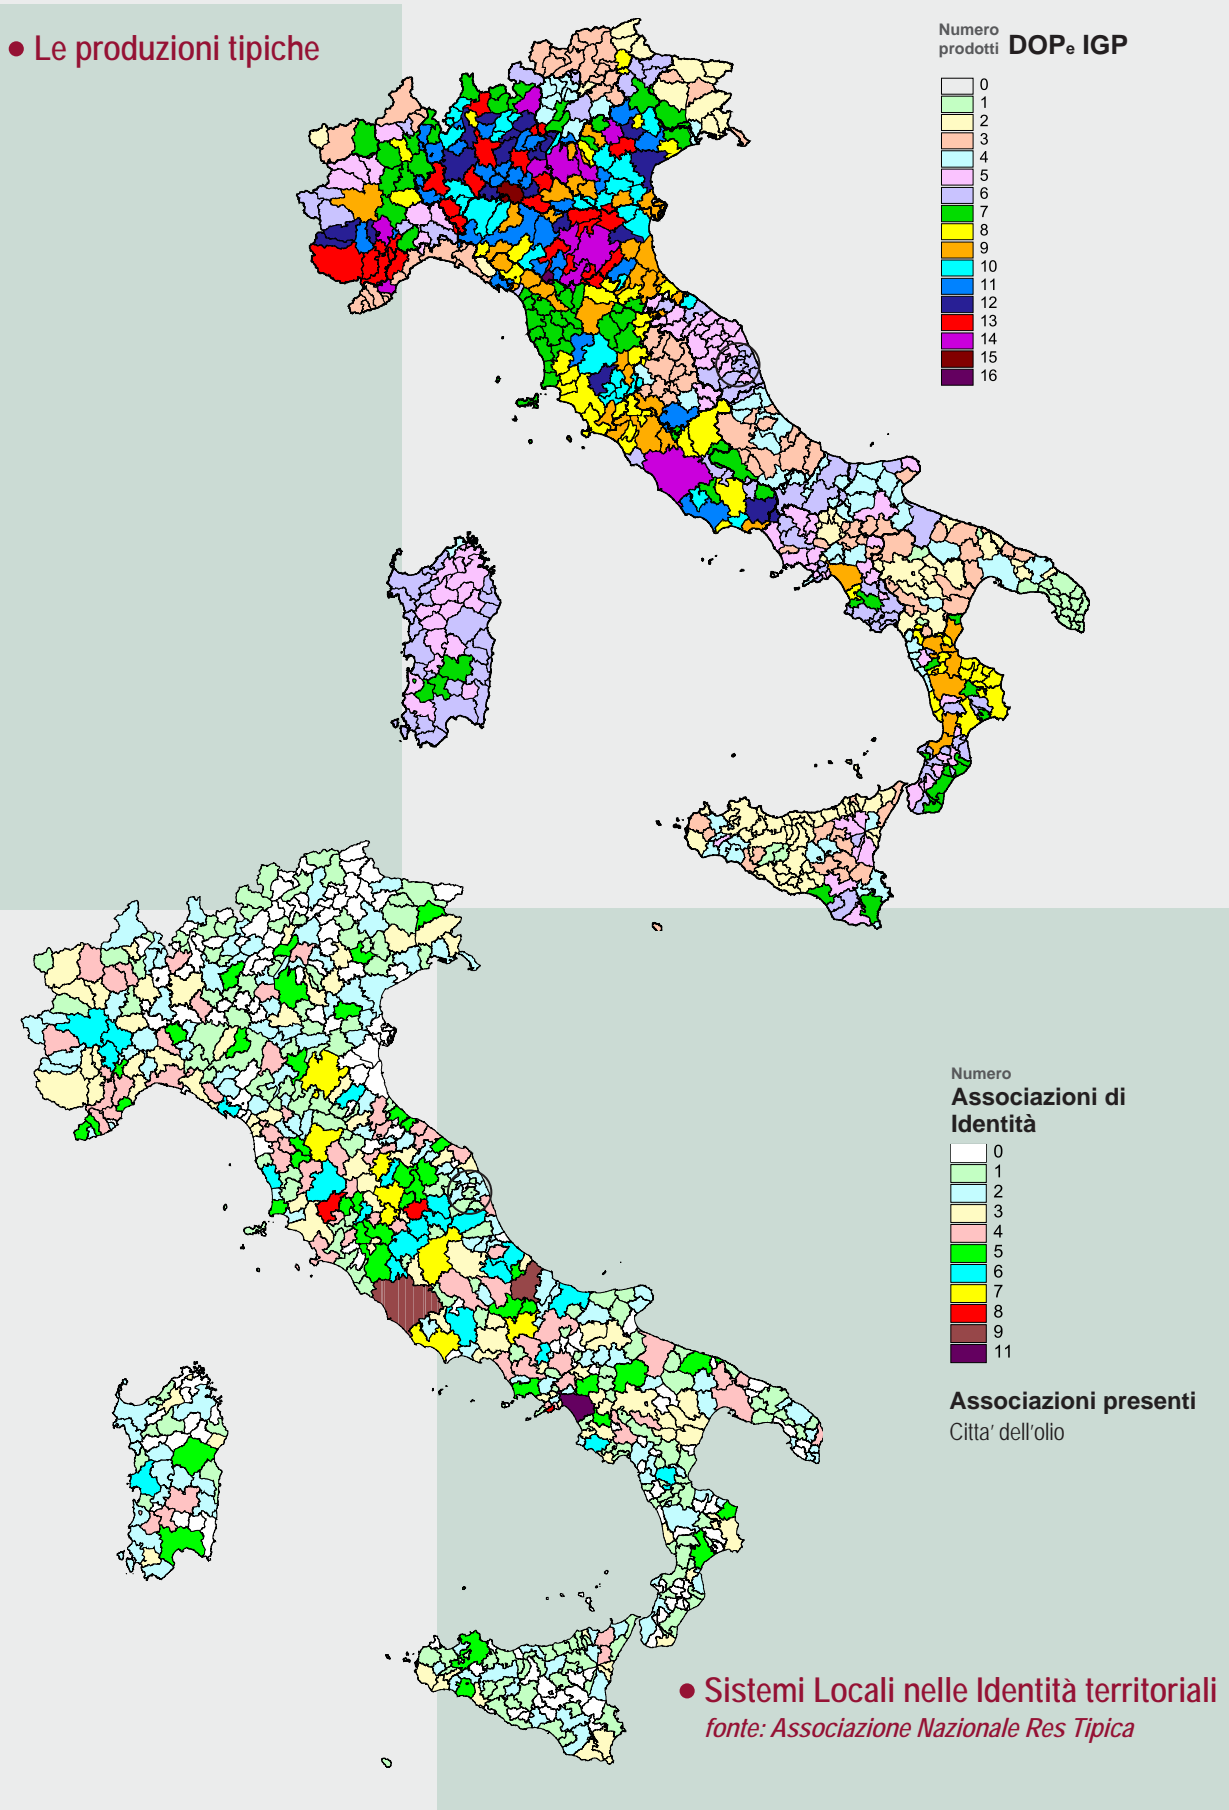 • Le produzioni tipiche
Numero
prodotti DOPe IGP
0
1
2
3
4
5
6
7
8
9
10
11
12
13
14
15
16
Numero
Associazioni di
Identità
0
1
2
3
4
5
6
7
8
9
11
Associazioni presenti
Citta' dell'olio
• Sistemi Locali nelle Identità territoriali
fonte: Associazione Nazionale Res Tipica